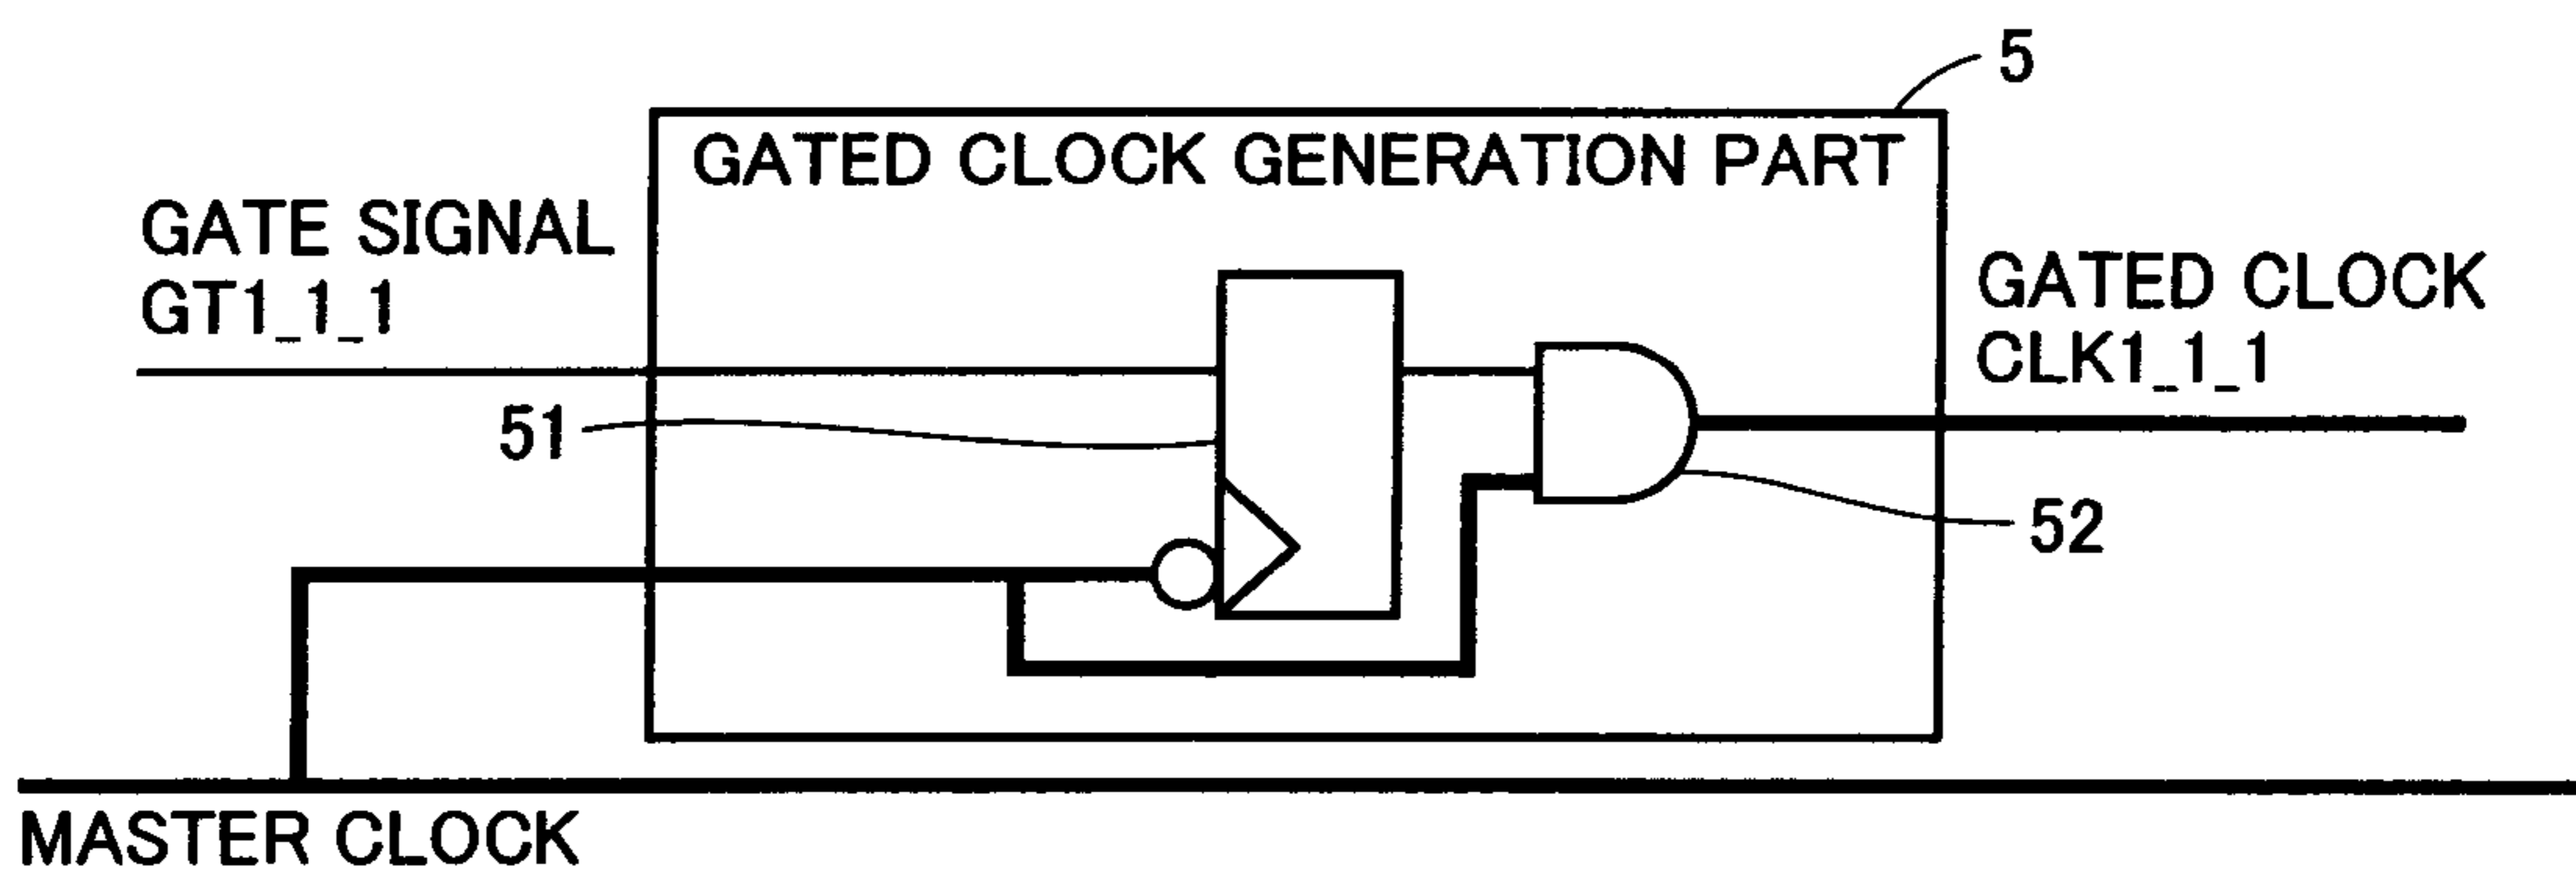 5
GATED CLOCK GENERATION PART
GATE SIGNAL
GT1_1_1
GATED CLOCK
CLK1_1_1
51
52
MASTER CLOCK